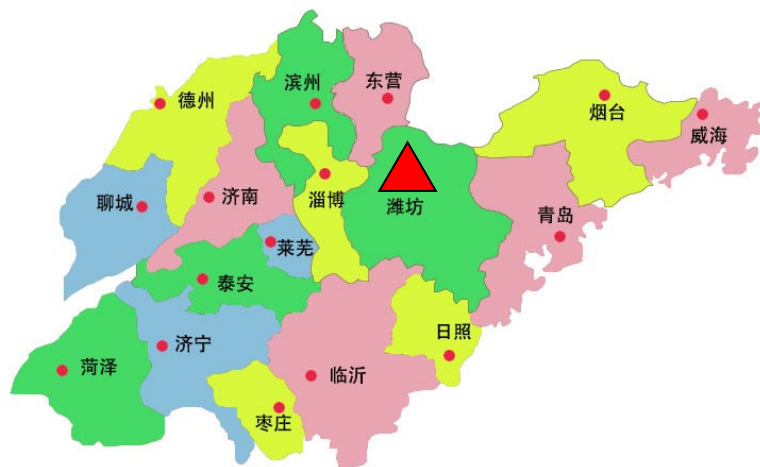 滨州
东营
德州
烟台
威海
聊城
济南
淄博
潍坊
青岛
莱芜
泰安
日照
济宁
菏泽
临沂
枣庄